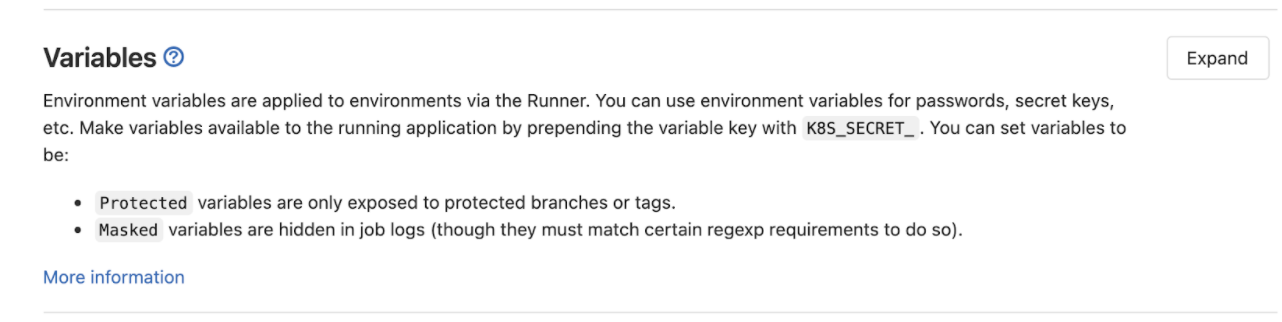 Variables
Expand
Environment variables are applied to environments via the Runner. You can use environment variables for passwords, secret keys,
etc. Make variables available to the running application by prepending the variable key with K8S_SECRET_ . You can set variables to
be:
• Protected variables are only exposed to protected branches or tags.
• Masked variables are hidden in job logs (though they must match certain regexp requirements to do so).
More information